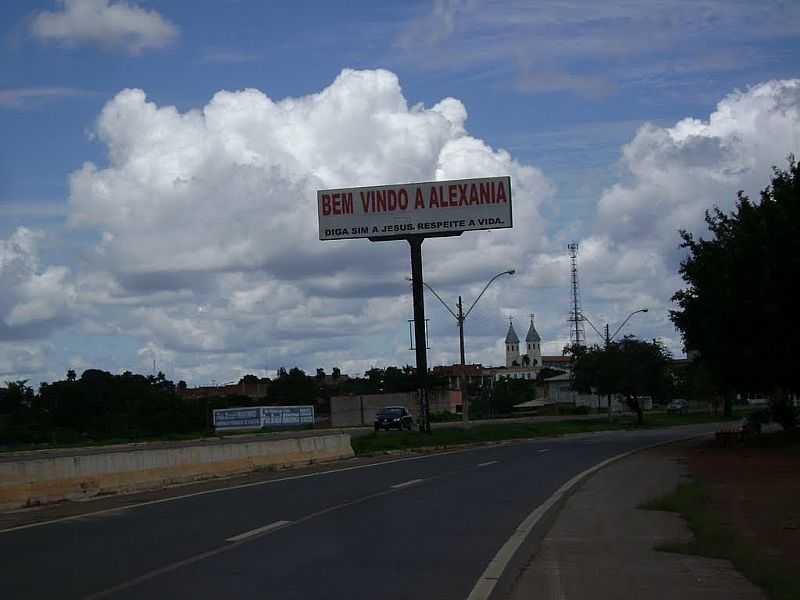 BEM VINDO A ALEXANIA
DIGA SIM A JESUS. RESPEITE A VIDA.